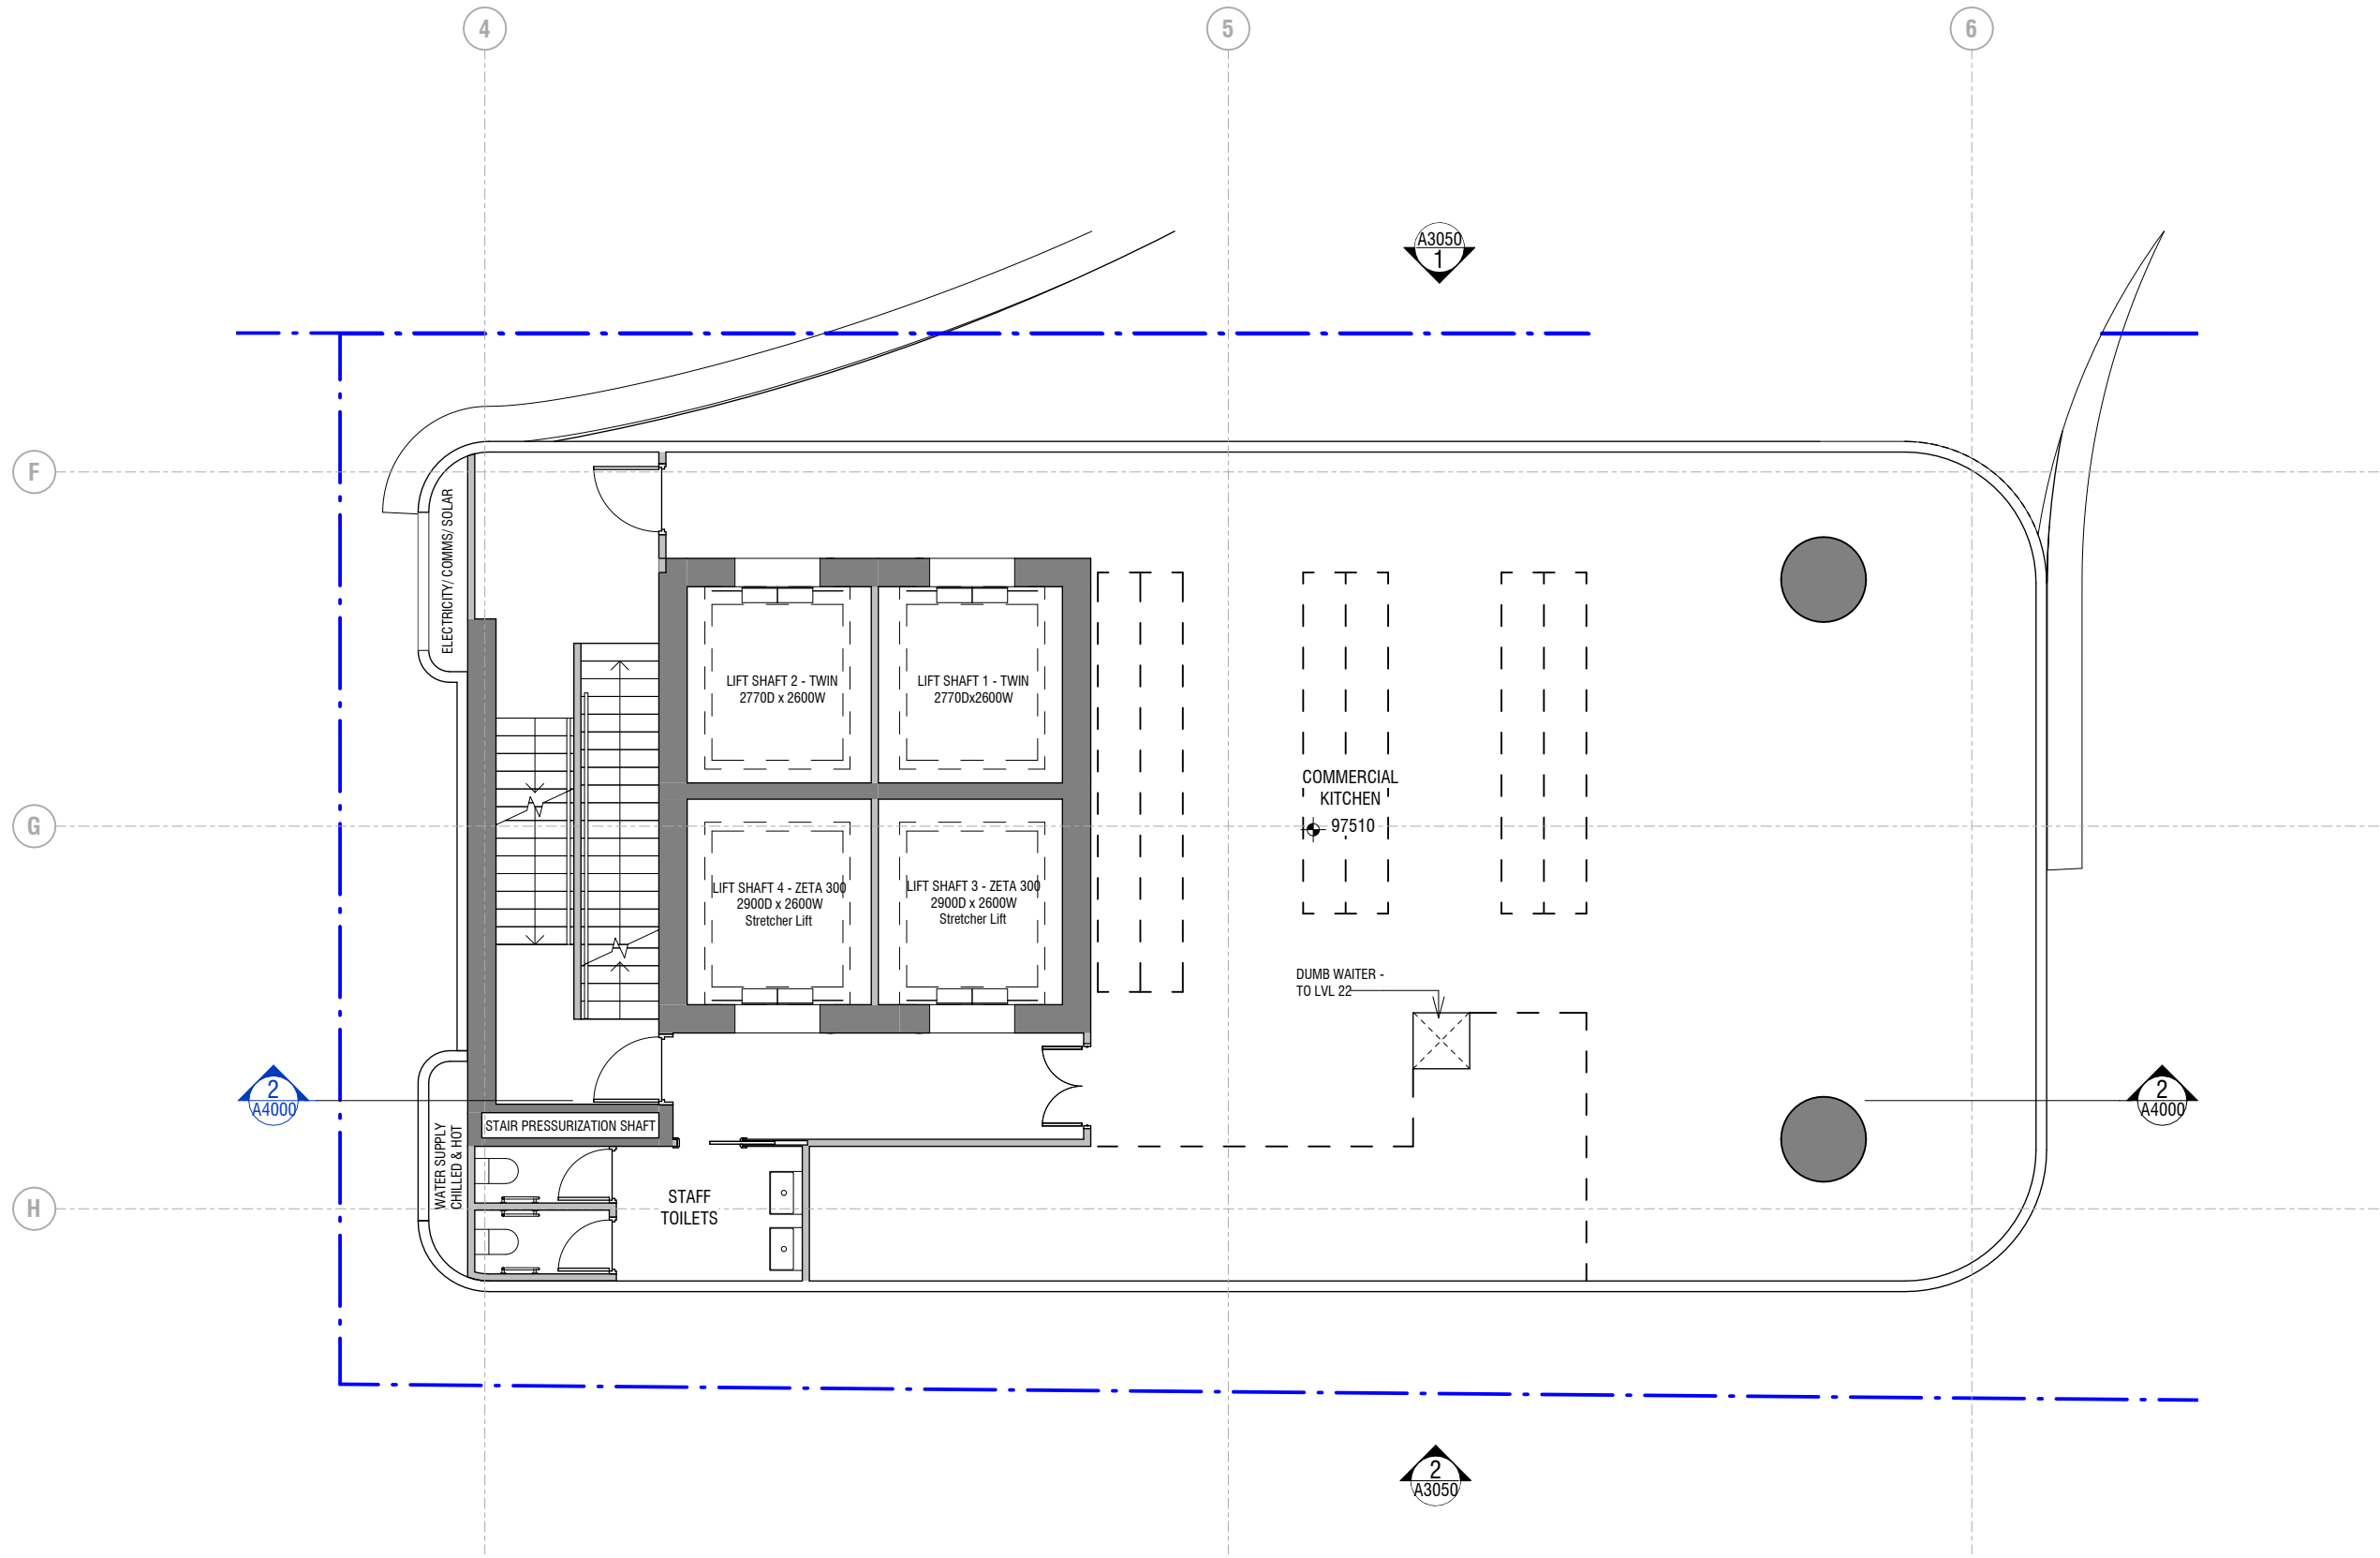 4
5
6
A3050
1
F
ELECTRICITY/ COMMS/ SOLAR
LIFT SHAFT 2 - TWIN
2770D x 2600W
LIFT SHAFT 1 - TWIN
2770Dx2600W
COMMERCIAL
KITCHEN
97510
G
LIFT SHAFT 4 - ZETA 300
2900D x 2600W
Stretcher Lift
LIFT SHAFT 3 - ZETA 300
2900D x 2600W
Stretcher Lift
DUMB WAITER -
TO LVL 22
2
A4000
2
A4000
STAIR PRESSURIZATION SHAFT
WATER SUPPLY
CHILLED & HOT
STAFF
TOILETS
H
2
A3050